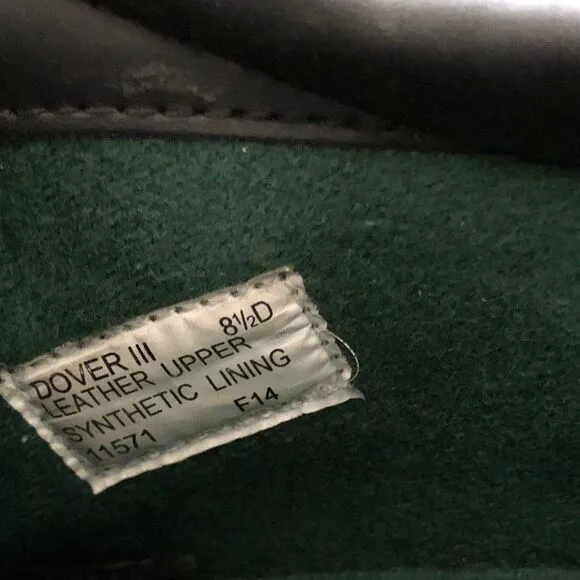 DOVER III 8½D
LEATHER UPPER
SYNTHETIC LINING
11571 F14